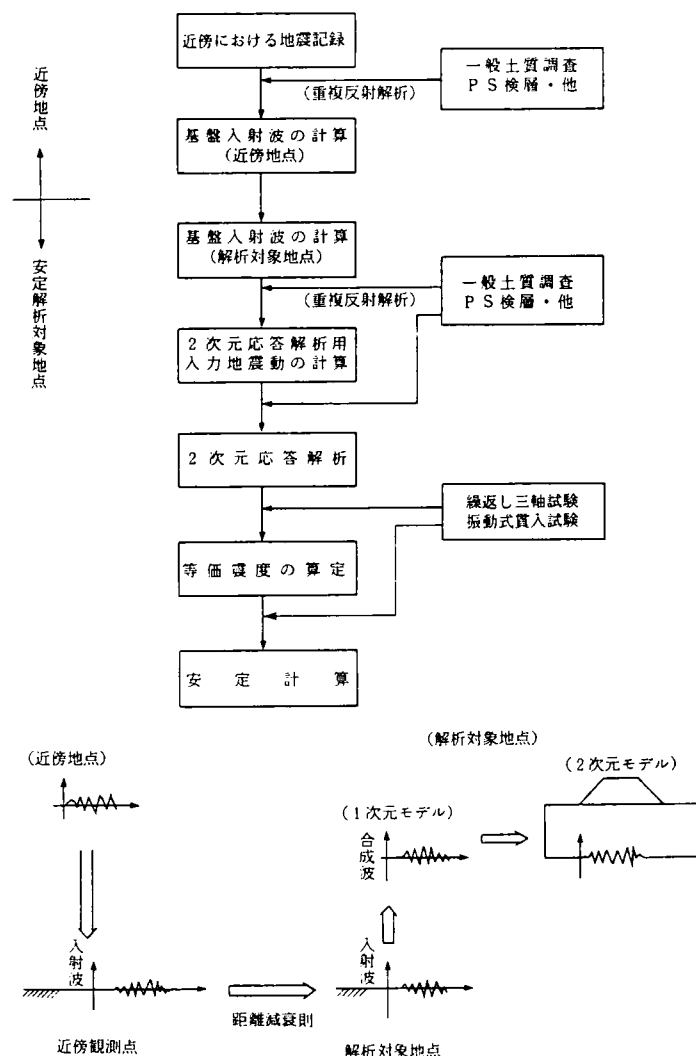 近傍における地震記録
一般土質調査
PS検層・他
(重複反射解析)
近傍地点
基盤入射波の計算
(近傍地点)
基盤入射波の計算
(解析対象地点)
安定解析対象地点
一般土質調査
PS検層・他
(重複反射解析)
2次元応答解析用
入力地震動の計算
2次元応答解析
繰返し三軸試験
振動式貫入試験
等価震度の算定
安定計算
(解析対象地点)
(近傍地点)
(2次元モデル)
(1次元モデル)
合成波
入射波
入射波
距離減衰則
近傍観測点
解析対象地点